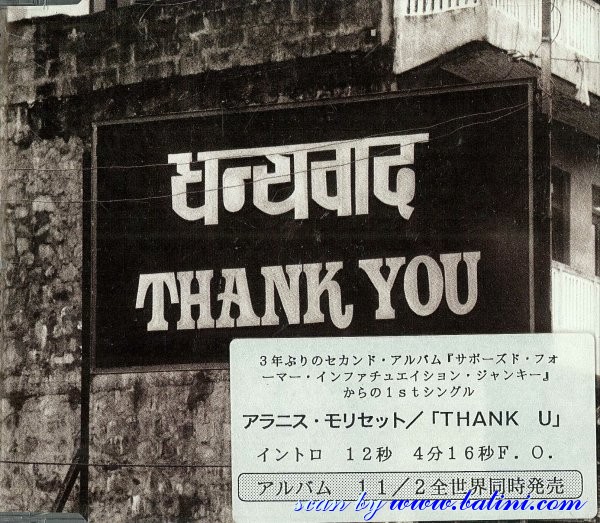 धन्यवाद
THANK YOU
3年ぶりのセカンド・アルバム『サポーズド・フォ
ーマー・インファチュエイション・ジャンキー』
からの1stシングル
アラニス・モリセット／「THANK U」
イントロ 12秒 4分16秒F.O.
アルバム 11/2全世界同時発売
scan by www.batini.com